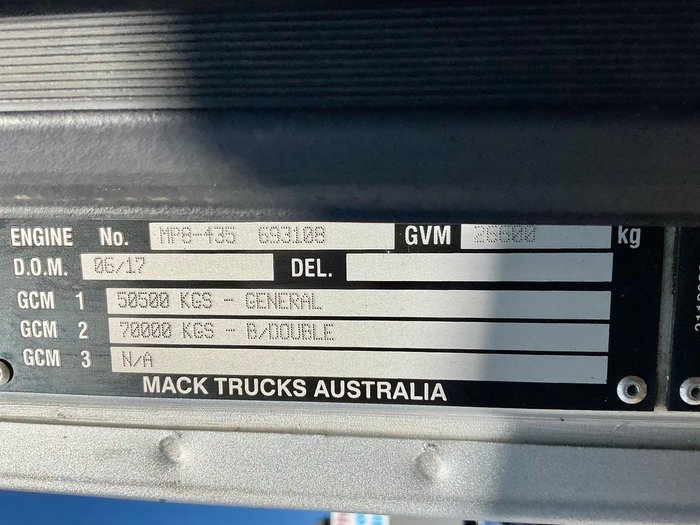 ENGINE No. MP8-435 693108 GVM 26600 kg
D.O.M. 06/17 DEL.
GCM 1 50500 KGS - GENERAL
GCM 2 70000 KGS - B/DOUBLE
GCM 3 N/A
MACK TRUCKS AUSTRALIA